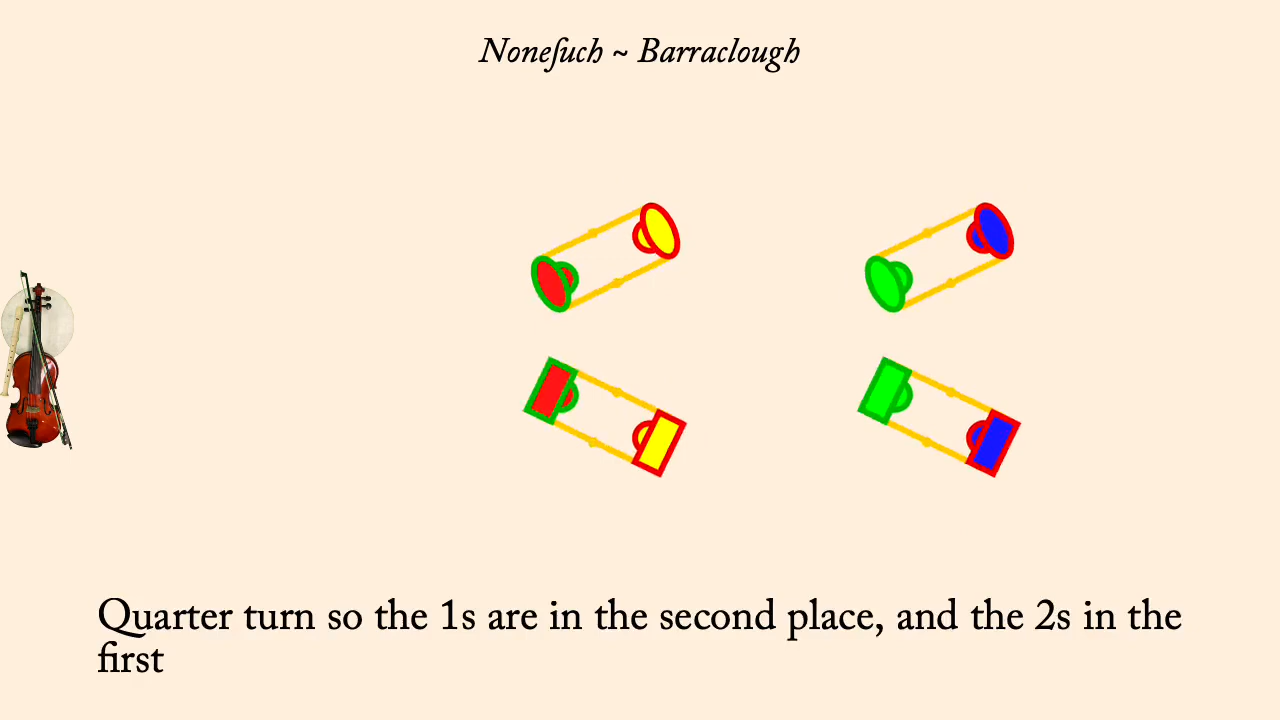 Noneſuch ~ Barraclough
Quarter turn so the 1s are in the second place, and the 2s in the
first